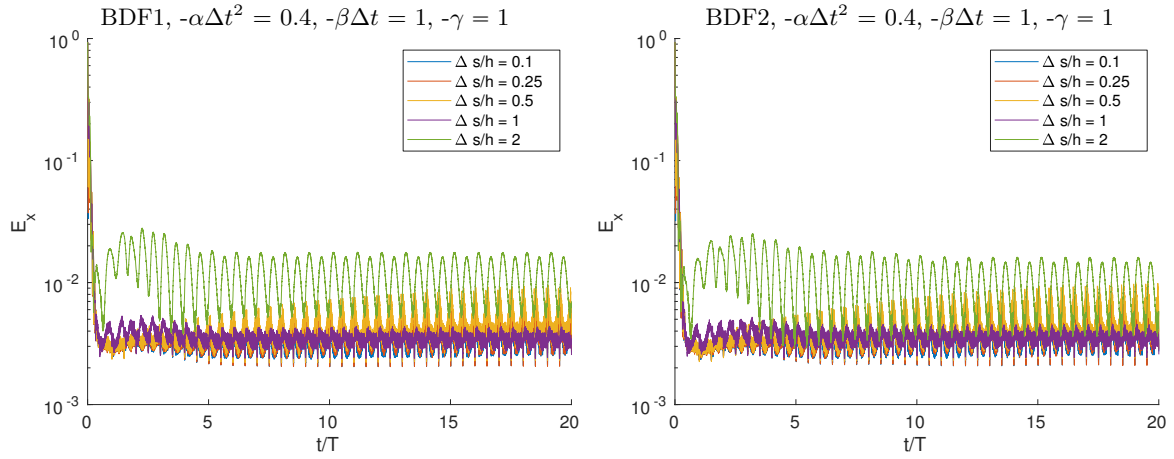 BDF1, -αΔt² = 0.4, -βΔt = 1, -γ = 1
10⁰
10⁻¹
10⁻²
10⁻³
E_x
0
5
10
15
20
t/T
Δ s/h = 0.1
Δ s/h = 0.25
Δ s/h = 0.5
Δ s/h = 1
Δ s/h = 2
BDF2, -αΔt² = 0.4, -βΔt = 1, -γ = 1
10⁰
10⁻¹
10⁻²
10⁻³
E_x
0
5
10
15
20
t/T
Δ s/h = 0.1
Δ s/h = 0.25
Δ s/h = 0.5
Δ s/h = 1
Δ s/h = 2